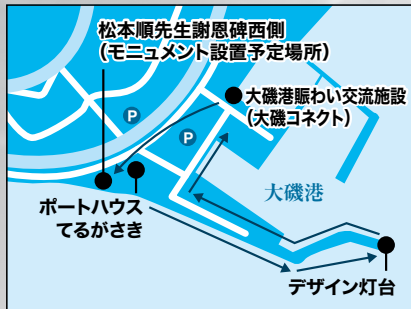 松本順先生謝恩碑西側
（モニュメント設置予定場所）
P
大磯港賑わい交流施設
（大磯コネクト）
P
大磯港
ポートハウス
てるがさき
デザイン灯台